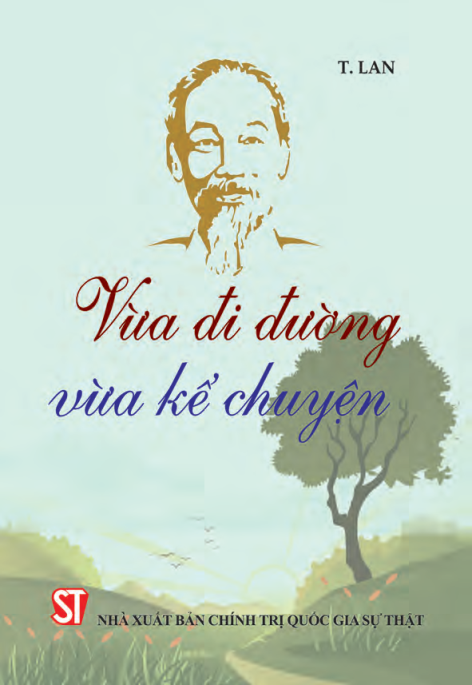 T. LAN
Vừa đi đường
vừa kể chuyện
ST
NHÀ XUẤT BẢN CHÍNH TRỊ QUỐC GIA SỰ THẬT